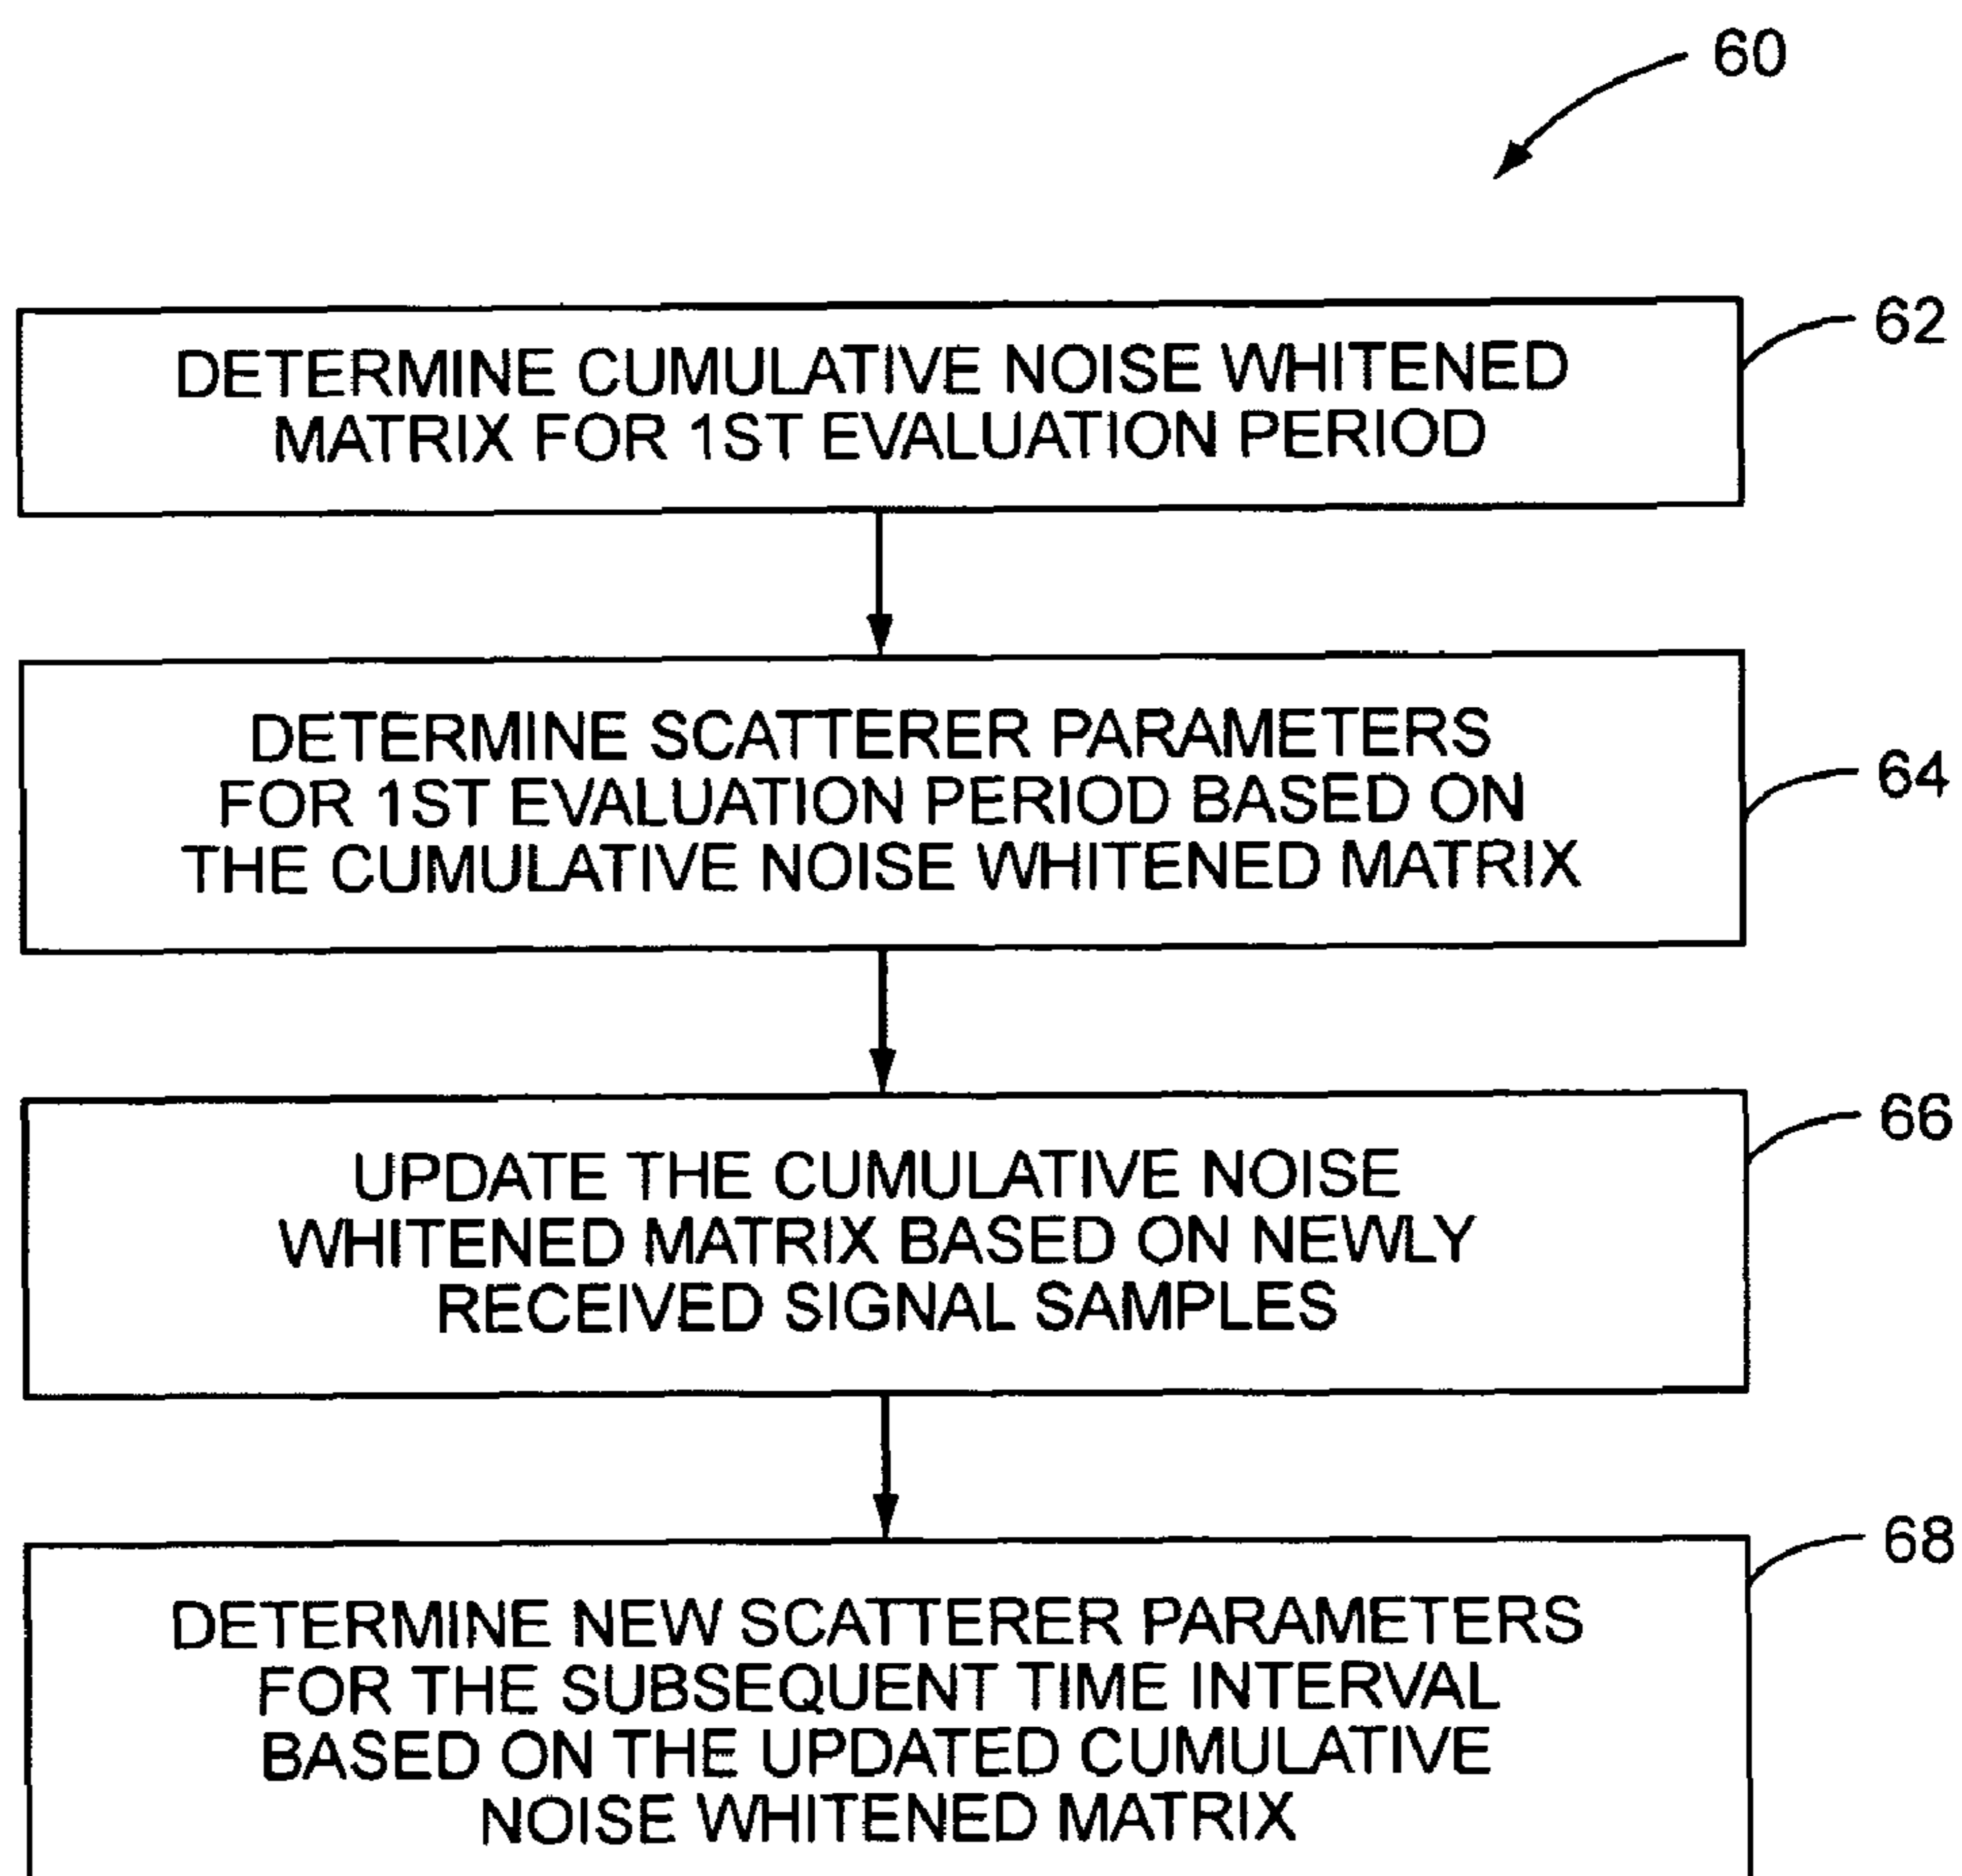 60
62
DETERMINE CUMULATIVE NOISE WHITENED
MATRIX FOR 1ST EVALUATION PERIOD
64
DETERMINE SCATTERER PARAMETERS
FOR 1ST EVALUATION PERIOD BASED ON
THE CUMULATIVE NOISE WHITENED MATRIX
66
UPDATE THE CUMULATIVE NOISE
WHITENED MATRIX BASED ON NEWLY
RECEIVED SIGNAL SAMPLES
68
DETERMINE NEW SCATTERER PARAMETERS
FOR THE SUBSEQUENT TIME INTERVAL
BASED ON THE UPDATED CUMULATIVE
NOISE WHITENED MATRIX